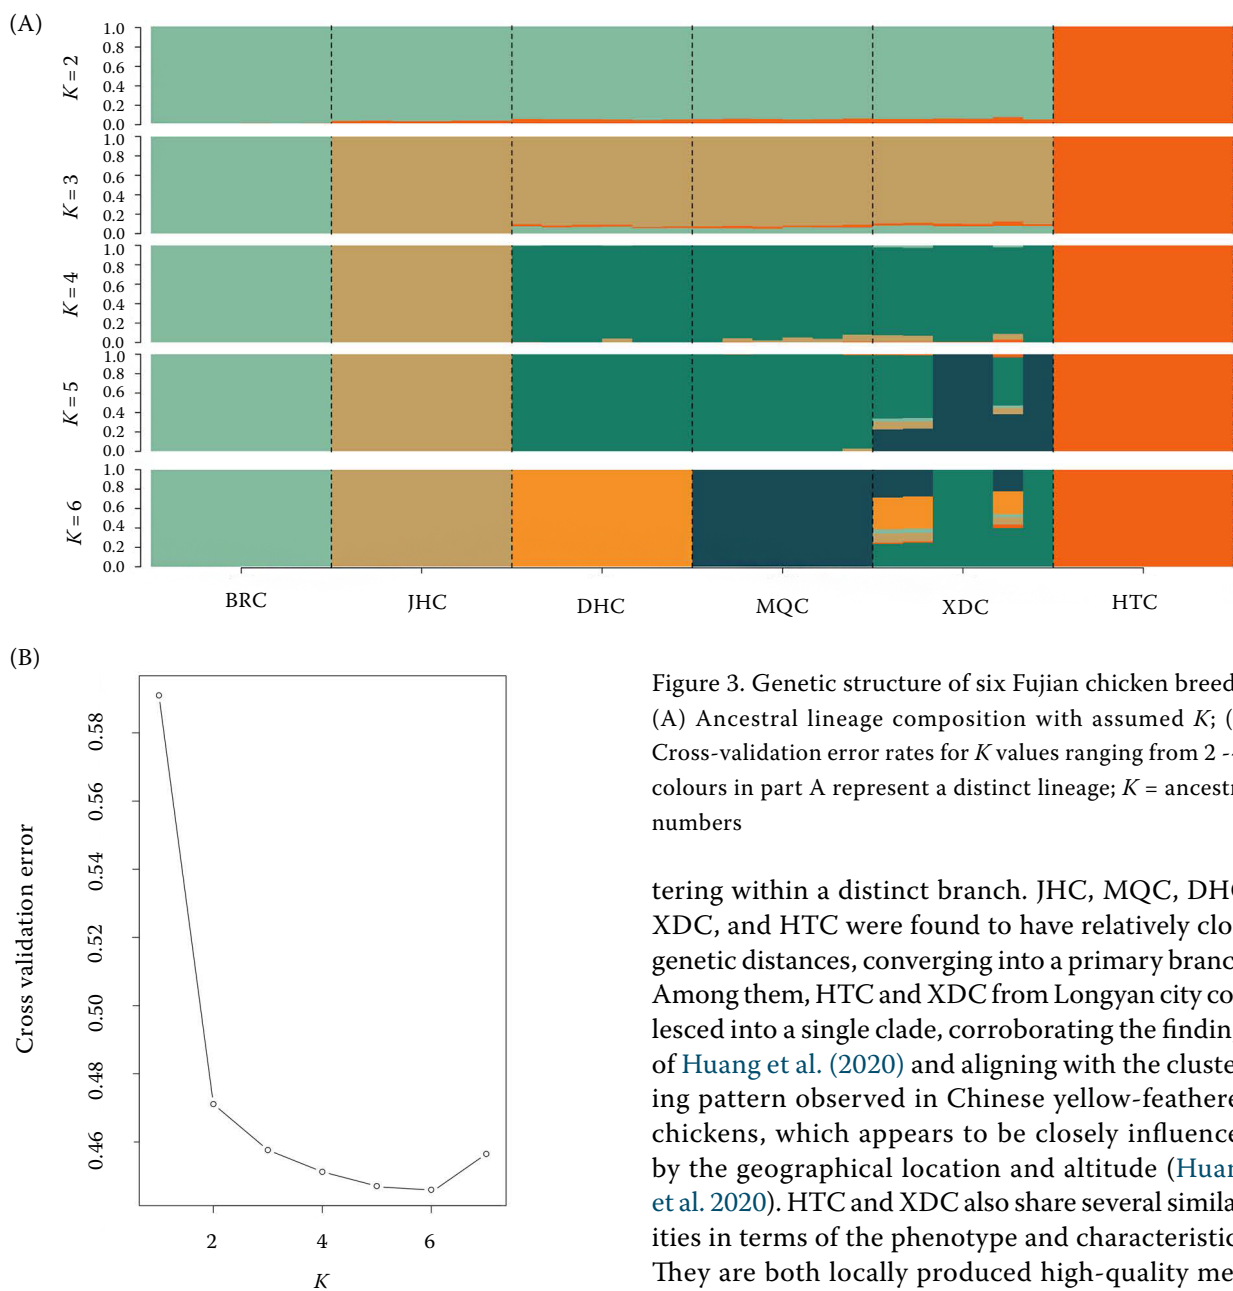 (A)
1.0
0.8
0.6
0.4
0.2
0.0
K = 2
1.0
0.8
0.6
0.4
0.2
0.0
K = 3
1.0
0.8
0.6
0.4
0.2
0.0
K = 4
1.0
0.8
0.6
0.4
0.2
0.0
K = 5
1.0
0.8
0.6
0.4
0.2
0.0
K = 6
BRC JHC DHC MQC XDC HTC
(B)
0.58
0.56
0.54
0.52
0.50
0.48
0.46
Cross validation error
2 4 6
K
Figure 3. Genetic structure of six Fujian chicken breed
(A) Ancestral lineage composition with assumed K; (
Cross-validation error rates for K values ranging from 2 -
colours in part A represent a distinct lineage; K = ancestr
numbers
tering within a distinct branch. JHC, MQC, DHC
XDC, and HTC were found to have relatively clo
genetic distances, converging into a primary branc
Among them, HTC and XDC from Longyan city co
lesced into a single clade, corroborating the finding
of Huang et al. (2020) and aligning with the cluste
ing pattern observed in Chinese yellow-feathere
chickens, which appears to be closely influence
by the geographical location and altitude (Huan
et al. 2020). HTC and XDC also share several simila
ities in terms of the phenotype and characteristic
They are both locally produced high-quality me